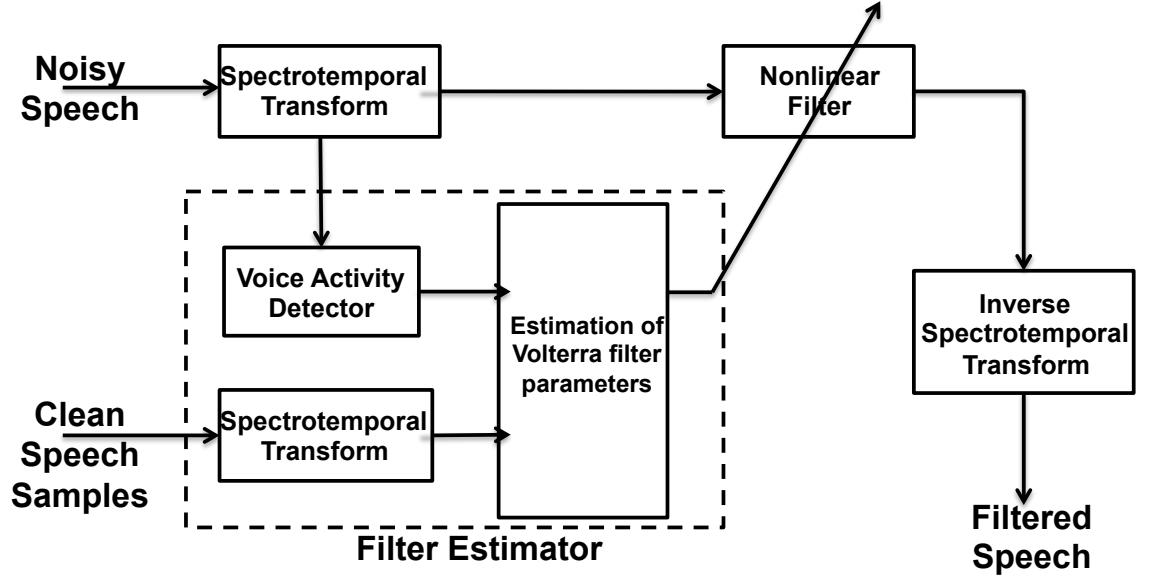 Noisy
Speech
Spectrotemporal
Transform
Nonlinear
Filter
Voice Activity
Detector
Estimation of
Volterra filter
parameters
Inverse
Spectrotemporal
Transform
Clean
Speech
Samples
Spectrotemporal
Transform
Filter Estimator
Filtered
Speech